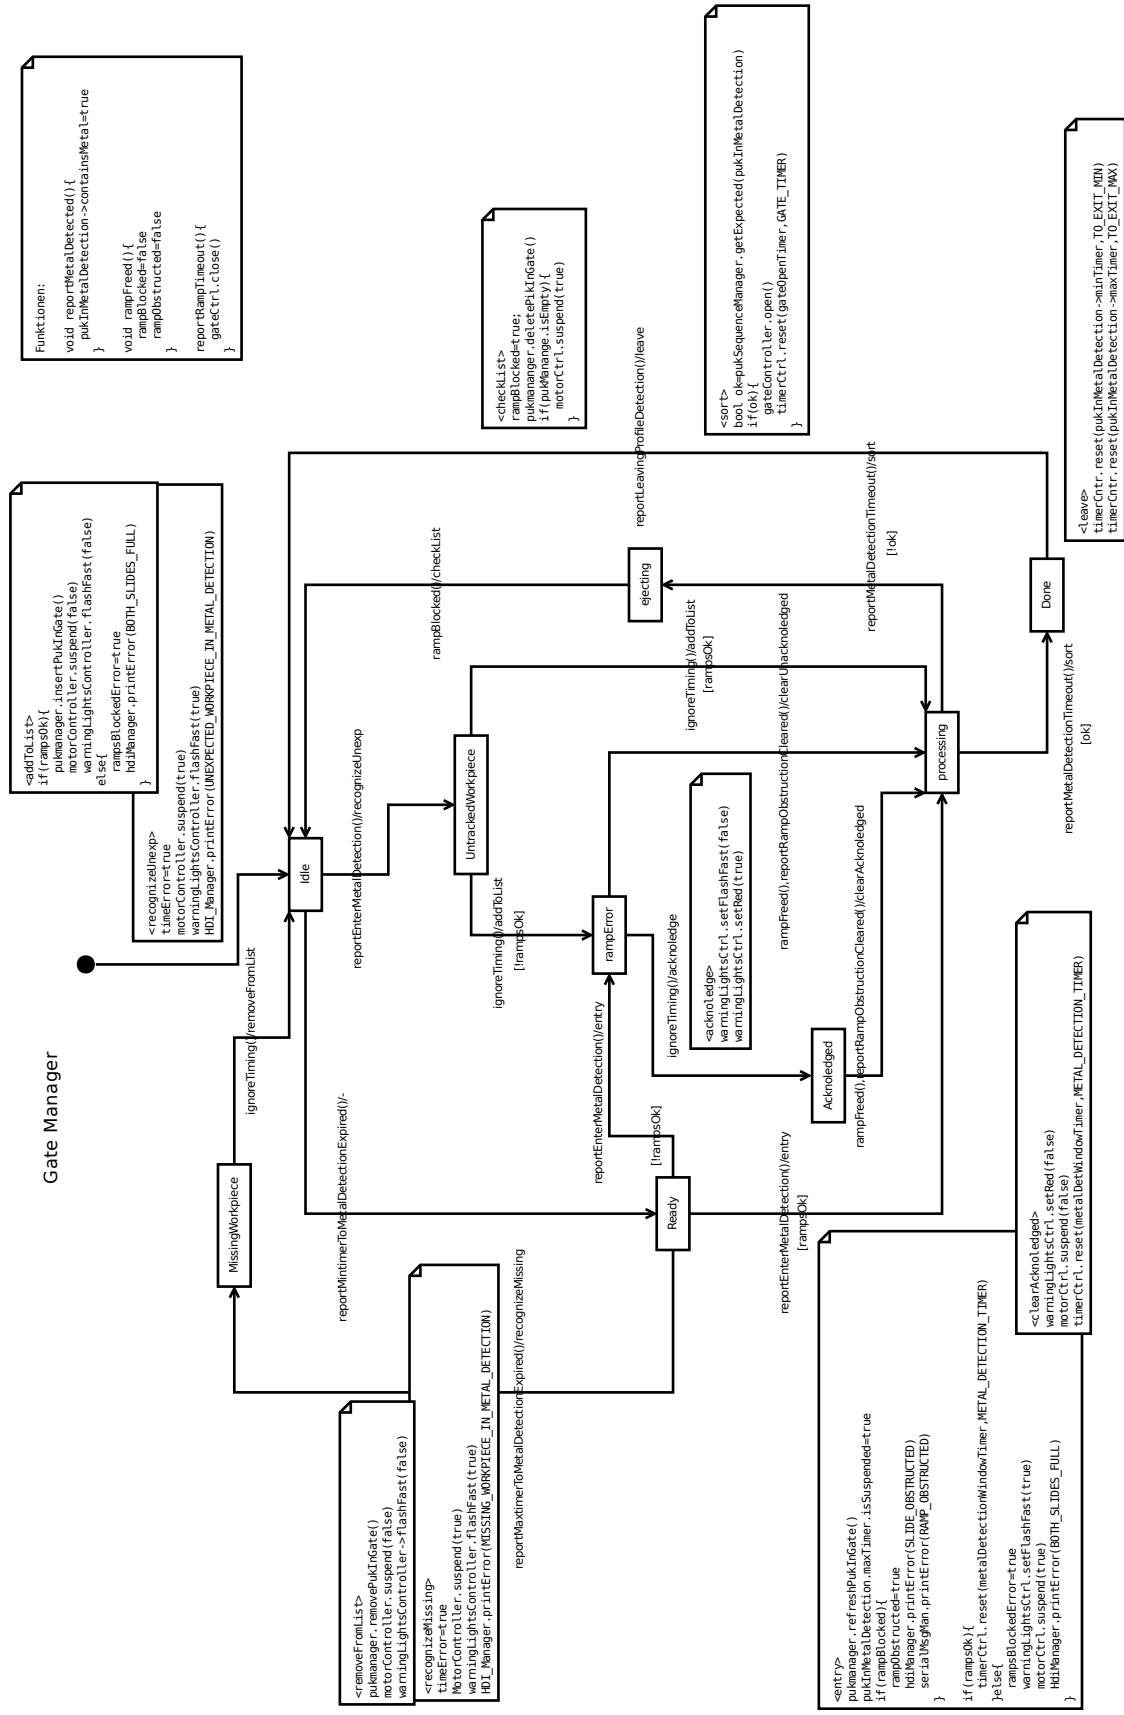 Gate Manager
Funktionen:
void reportMetalDetected(){
pukInMetalDetection->containsMetal=true
}
void rampFreed(){
rampBlocked=false
rampObstructed=false
}
reportRampTimeout(){
gateCtrl.close()
}
<addToList>
if(rampsOk){
pukmanager.insertPukInGate()
motorController.suspend(false)
warningLightsController.flashFast(false)
else{
rampsBlockedError=true
hdiManager.printError(BOTH_SLIDES_FULL)
}
<recognizeUnexp>
timeError=true
motorController.suspend(true)
warningLightsController.flashFast(true)
HDI_Manager.printError(UNEXPECTED_WORKPIECE_IN_METAL_DETECTION)
MissingWorkpiece
ignoreTiming()/removeFromList
Idle
reportMintimerToMetalDetectionExpired()/-
reportEnterMetalDetection()/recognizeUnexp
rampBlocked()/checkList
<removeFromList>
pukmanager.removePukInGate()
motorController.suspend(false)
warningLightsController->flashFast(false)
<recognizeMissing>
timeError=true
MotorController.suspend(true)
warningLightsController.flashFast(true)
HDI_Manager.printError(MISSING_WORKPIECE_IN_METAL_DETECTION)
reportMaxtimerToMetalDetectionExpired()/recognizeMissing
UntrackedWorkpiece
ignoreTiming()/addToList
[!rampsOk]
<checkList>
rampBlocked=true;
pukmananger.deletePikInGate()
if(pukManange.isEmpty){
motorCtrl.suspend(true)
}
rampError
reportEnterMetalDetection()/entry
[!rampsOk]
ejecting
reportLeavingProfileDetection()/leave
Ready
ignoreTiming()/acknoledge
ignoreTiming()/addToList
[rampsOk]
<acknoledge>
warningLightsCtrl.setFlashFast(false)
warningLightsCtrl.setRed(true)
<sort>
bool ok=pukSequenceManager.getExpected(pukInMetalDetection)
if(ok){
gateController.open()
timerCtrl.reset(gateOpenTimer,GATE_TIMER)
}
reportEnterMetalDetection()/entry
[rampsOk]
rampFreed(),reportRampObstructionCleared()/clearUnacknoledged
Acknoledged
rampFreed(),reportRampObstructionCleared()/clearAcknoledged
reportMetalDetectionTimeout()/sort
[!ok]
processing
<entry>
pukmanager.refreshPukInGate()
pukInMetalDetection.maxTimer.isSuspended=true
if(rampBlocked){
rampObstructed=true
hdiManager.printError(SLIDE_OBSTRUCTED)
serialMsgMan.printError(RAMP_OBSTRUCTED)
}
if(rampsOk){
timerCtrl.reset(metalDetectionWindowTimer,METAL_DETECTION_TIMER)
}else{
rampsBlockedError=true
warningLightsCtrl.setFlashFast(true)
motorCtrl.suspend(true)
HdiManager.printError(BOTH_SLIDES_FULL)
}
<clearAcknoledged>
warningLightsCtrl.setRed(false)
motorCtrl.suspend(false)
timerCtrl.reset(metalDetWindowTimer,METAL_DETECTION_TIMER)
Done
reportMetalDetectionTimeout()/sort
[ok]
<leave>
timerCntr.reset(pukInMetalDetection->minTimer,TO_EXIT_MIN)
timerCntr.reset(pukInMetalDetection->maxTimer,TO_EXIT_MAX)